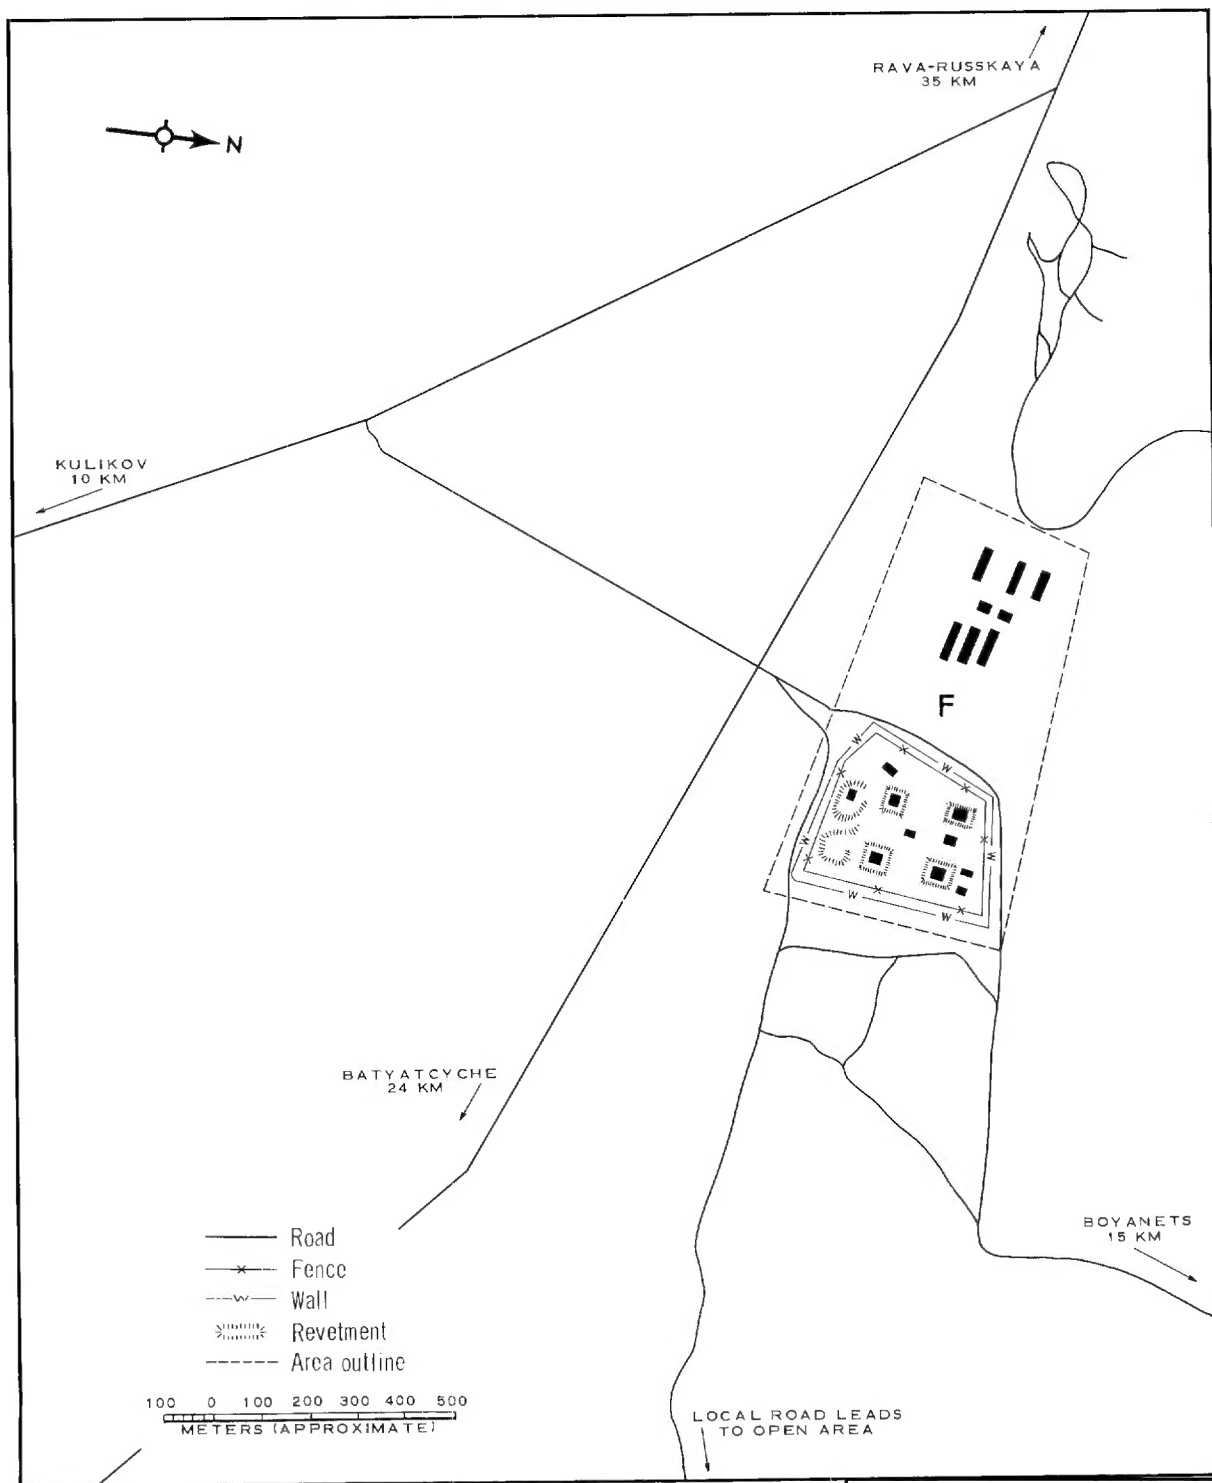 RAVA-RUSSKAYA
35 KM
N
KULIKOV
10 KM
F
W
W
W
W
W
W
BATYATCYCHE
24 KM
BOYANETS
15 KM
Road
Fence
W Wall
Revetment
Area outline
100 0 100 200 300 400 500
METERS (APPROXIMATE)
LOCAL ROAD LEADS
TO OPEN AREA